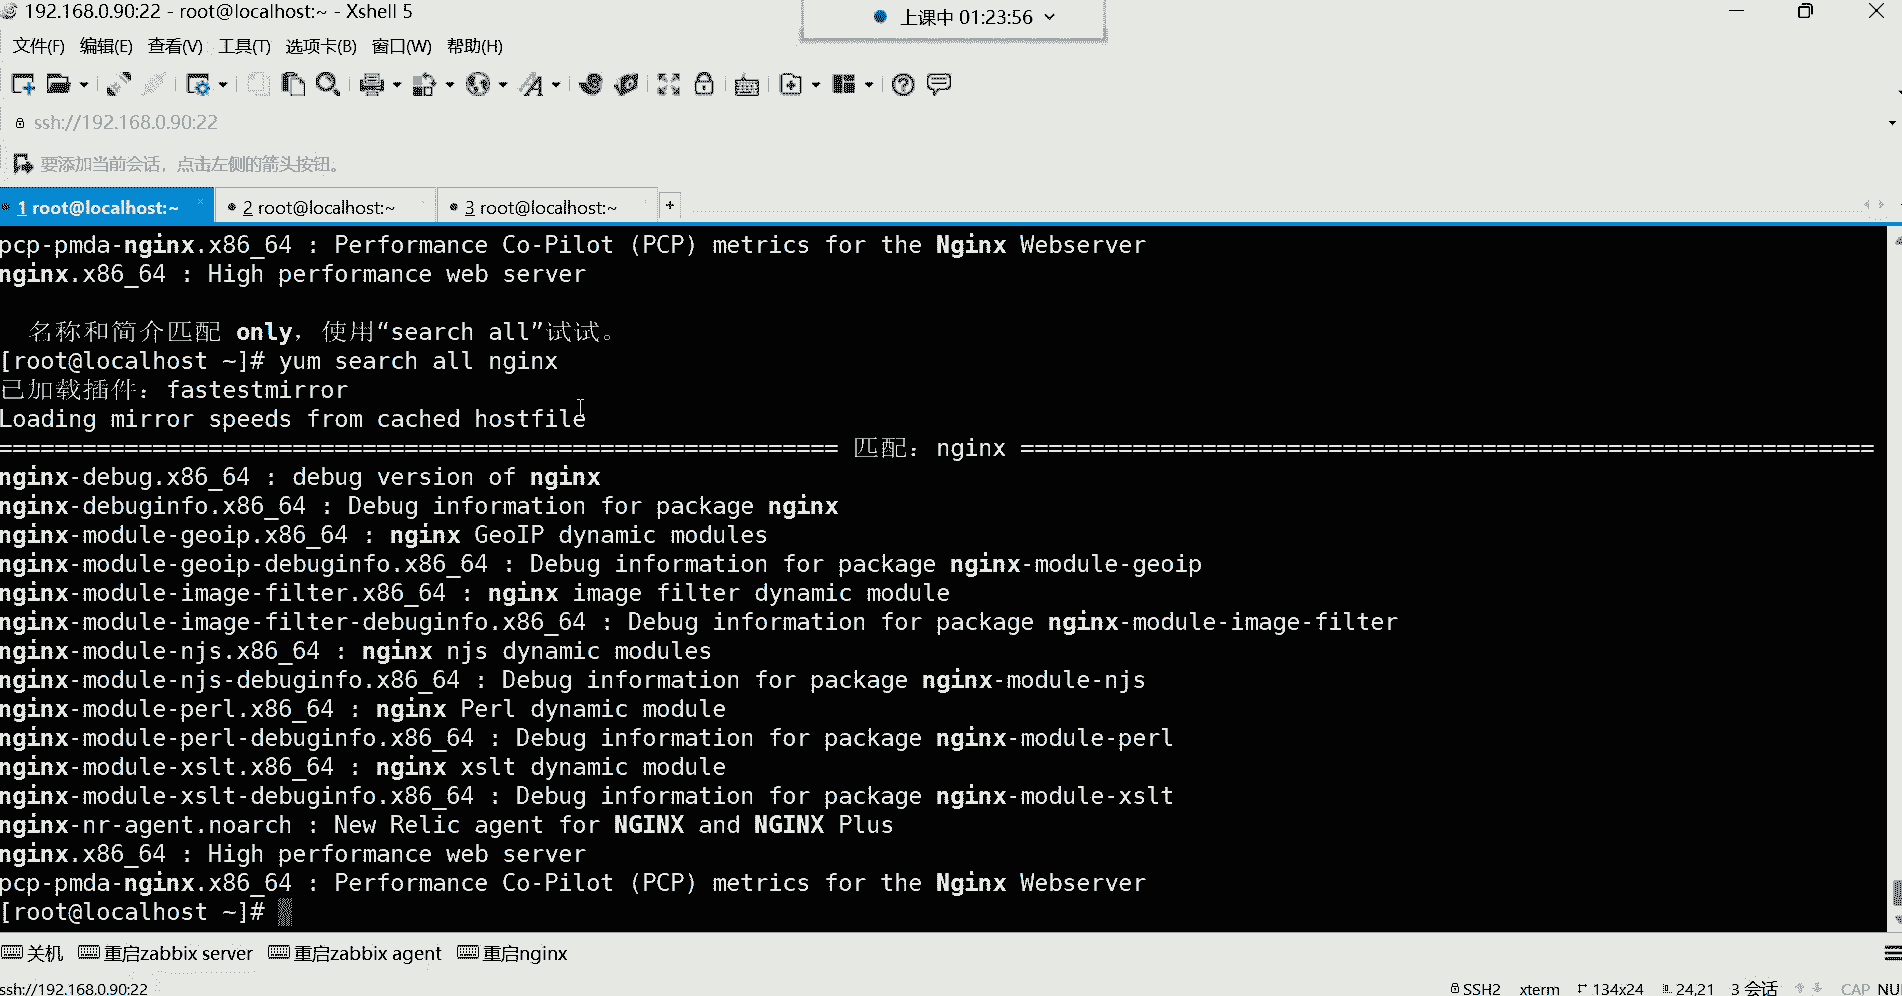 192.168.0.90:22 - root@localhost:~ - Xshell 5
上课中 01:23:56
文件(F) 编辑(E) 查看(V) 工具(T) 选项卡(B) 窗口(W) 帮助(H)
ssh://192.168.0.90:22
要添加当前会话，点击左侧的箭头按钮。
1 root@localhost:~ 2 root@localhost:~ 3 root@localhost:~ +
pcp-pmda-nginx.x86_64 : Performance Co-Pilot (PCP) metrics for the Nginx Webserver
nginx.x86_64 : High performance web server
名称和简介匹配 only，使用“search all”试试。
[root@localhost ~]# yum search all nginx
已加载插件：fastestmirror
Loading mirror speeds from cached hostfile
============================================================ 匹配：nginx =============================================================
nginx-debug.x86_64 : debug version of nginx
nginx-debuginfo.x86_64 : Debug information for package nginx
nginx-module-geoip.x86_64 : nginx GeoIP dynamic modules
nginx-module-geoip-debuginfo.x86_64 : Debug information for package nginx-module-geoip
nginx-module-image-filter.x86_64 : nginx image filter dynamic module
nginx-module-image-filter-debuginfo.x86_64 : Debug information for package nginx-module-image-filter
nginx-module-njs.x86_64 : nginx njs dynamic modules
nginx-module-njs-debuginfo.x86_64 : Debug information for package nginx-module-njs
nginx-module-perl.x86_64 : nginx Perl dynamic module
nginx-module-perl-debuginfo.x86_64 : Debug information for package nginx-module-perl
nginx-module-xslt.x86_64 : nginx xslt dynamic module
nginx-module-xslt-debuginfo.x86_64 : Debug information for package nginx-module-xslt
nginx-nr-agent.noarch : New Relic agent for NGINX and NGINX Plus
nginx.x86_64 : High performance web server
pcp-pmda-nginx.x86_64 : Performance Co-Pilot (PCP) metrics for the Nginx Webserver
[root@localhost ~]#
关机 重启zabbix server 重启zabbix agent 重启nginx
ssh://192.168.0.90:22 SSH2 xterm 134x24 24,21 3 会话 CAP NU